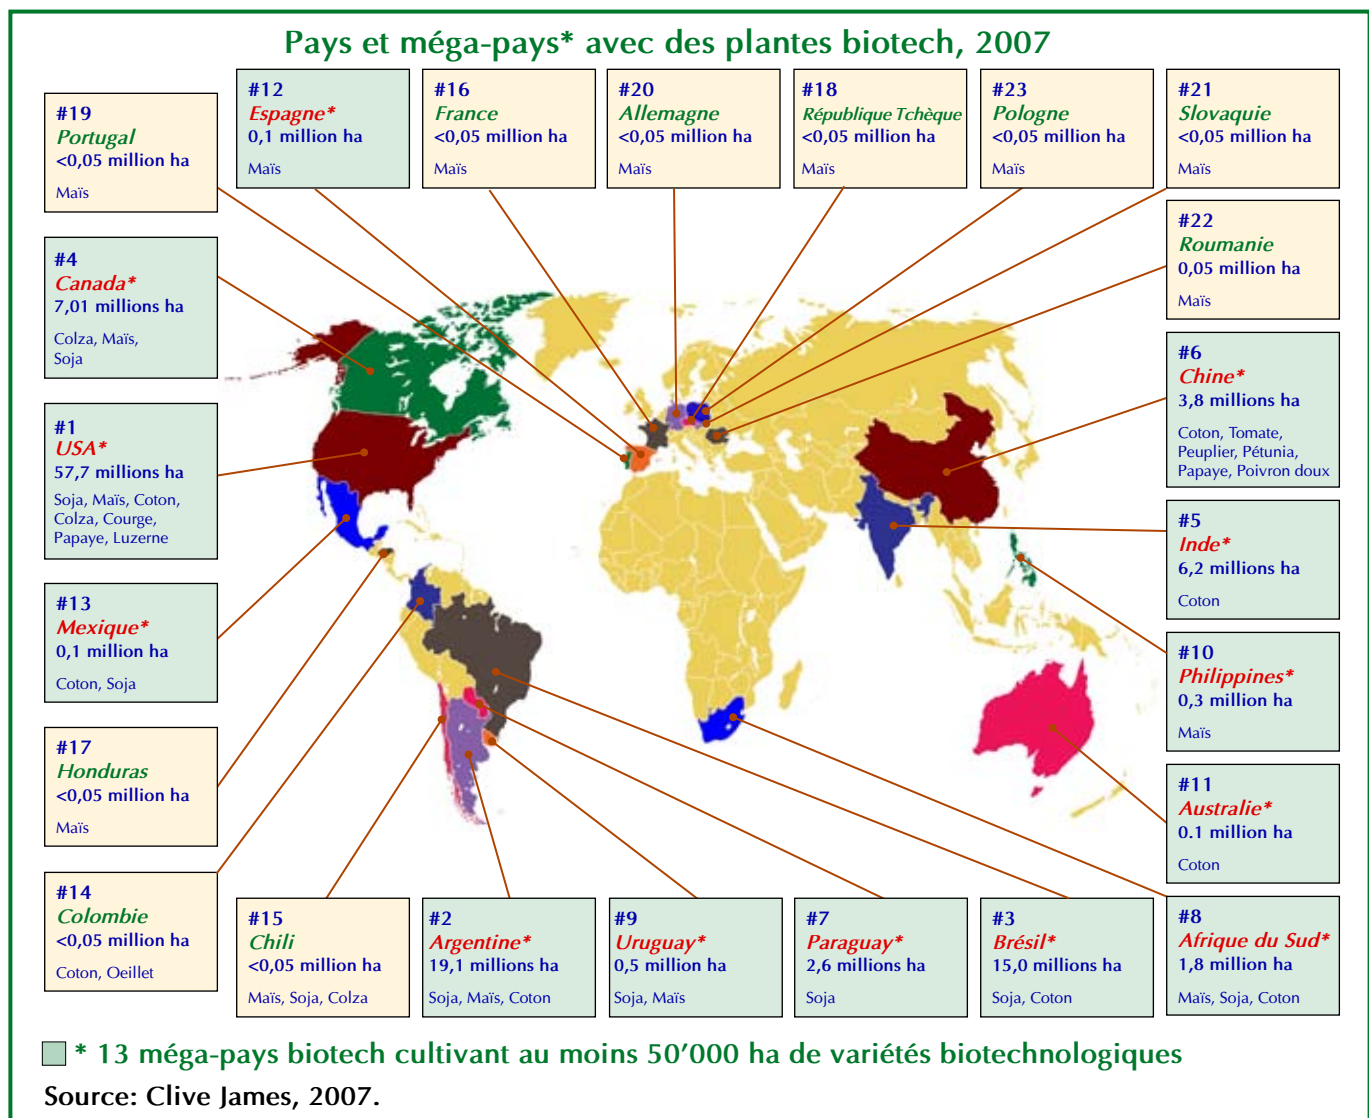 Pays et méga-pays* avec des plantes biotech, 2007
#19
Portugal
<0,05 million ha
Maïs
#12
Espagne*
0,1 million ha
Maïs
#16
France
<0,05 million ha
Maïs
#20
Allemagne
<0,05 million ha
Maïs
#18
République Tchèque
<0,05 million ha
Maïs
#23
Pologne
<0,05 million ha
Maïs
#21
Slovaquie
<0,05 million ha
Maïs
#22
Roumanie
0,05 million ha
Maïs
#4
Canada*
7,01 millions ha
Colza, Maïs,
Soja
#6
Chine*
3,8 millions ha
Coton, Tomate,
Peuplier, Pétunia,
Papaye, Poivron doux
#1
USA*
57,7 millions ha
Soja, Maïs, Coton,
Colza, Courge,
Papaye, Luzerne
#5
Inde*
6,2 millions ha
Coton
#13
Mexique*
0,1 million ha
Coton, Soja
#10
Philippines*
0,3 million ha
Maïs
#17
Honduras
<0,05 million ha
Maïs
#11
Australie*
0.1 million ha
Coton
#14
Colombie
<0,05 million ha
Coton, Oeillet
#15
Chili
<0,05 million ha
Maïs, Soja, Colza
#2
Argentine*
19,1 millions ha
Soja, Maïs, Coton
#9
Uruguay*
0,5 million ha
Soja, Maïs
#7
Paraguay*
2,6 millions ha
Soja
#3
Brésil*
15,0 millions ha
Soja, Coton
#8
Afrique du Sud*
1,8 million ha
Maïs, Soja, Coton
* 13 méga-pays biotech cultivant au moins 50’000 ha de variétés biotechnologiques
Source: Clive James, 2007.